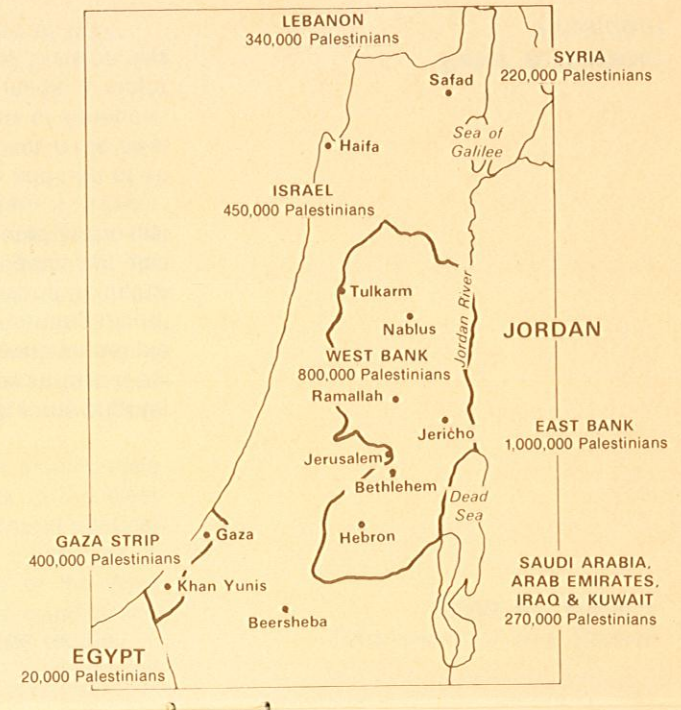 LEBANON
340,000 Palestinians
SYRIA
220,000 Palestinians
Safad
Sea of
Galilee
Haifa
ISRAEL
450,000 Palestinians
Tulkarm
Nablus
Jordan River
JORDAN
WEST BANK
800,000 Palestinians
Ramallah
Jericho
EAST BANK
1,000,000 Palestinians
Jerusalem
Bethlehem
Dead
Sea
Hebron
Gaza
GAZA STRIP
400,000 Palestinians
Khan Yunis
SAUDI ARABIA,
ARAB EMIRATES,
IRAQ & KUWAIT
270,000 Palestinians
Beersheba
EGYPT
20,000 Palestinians